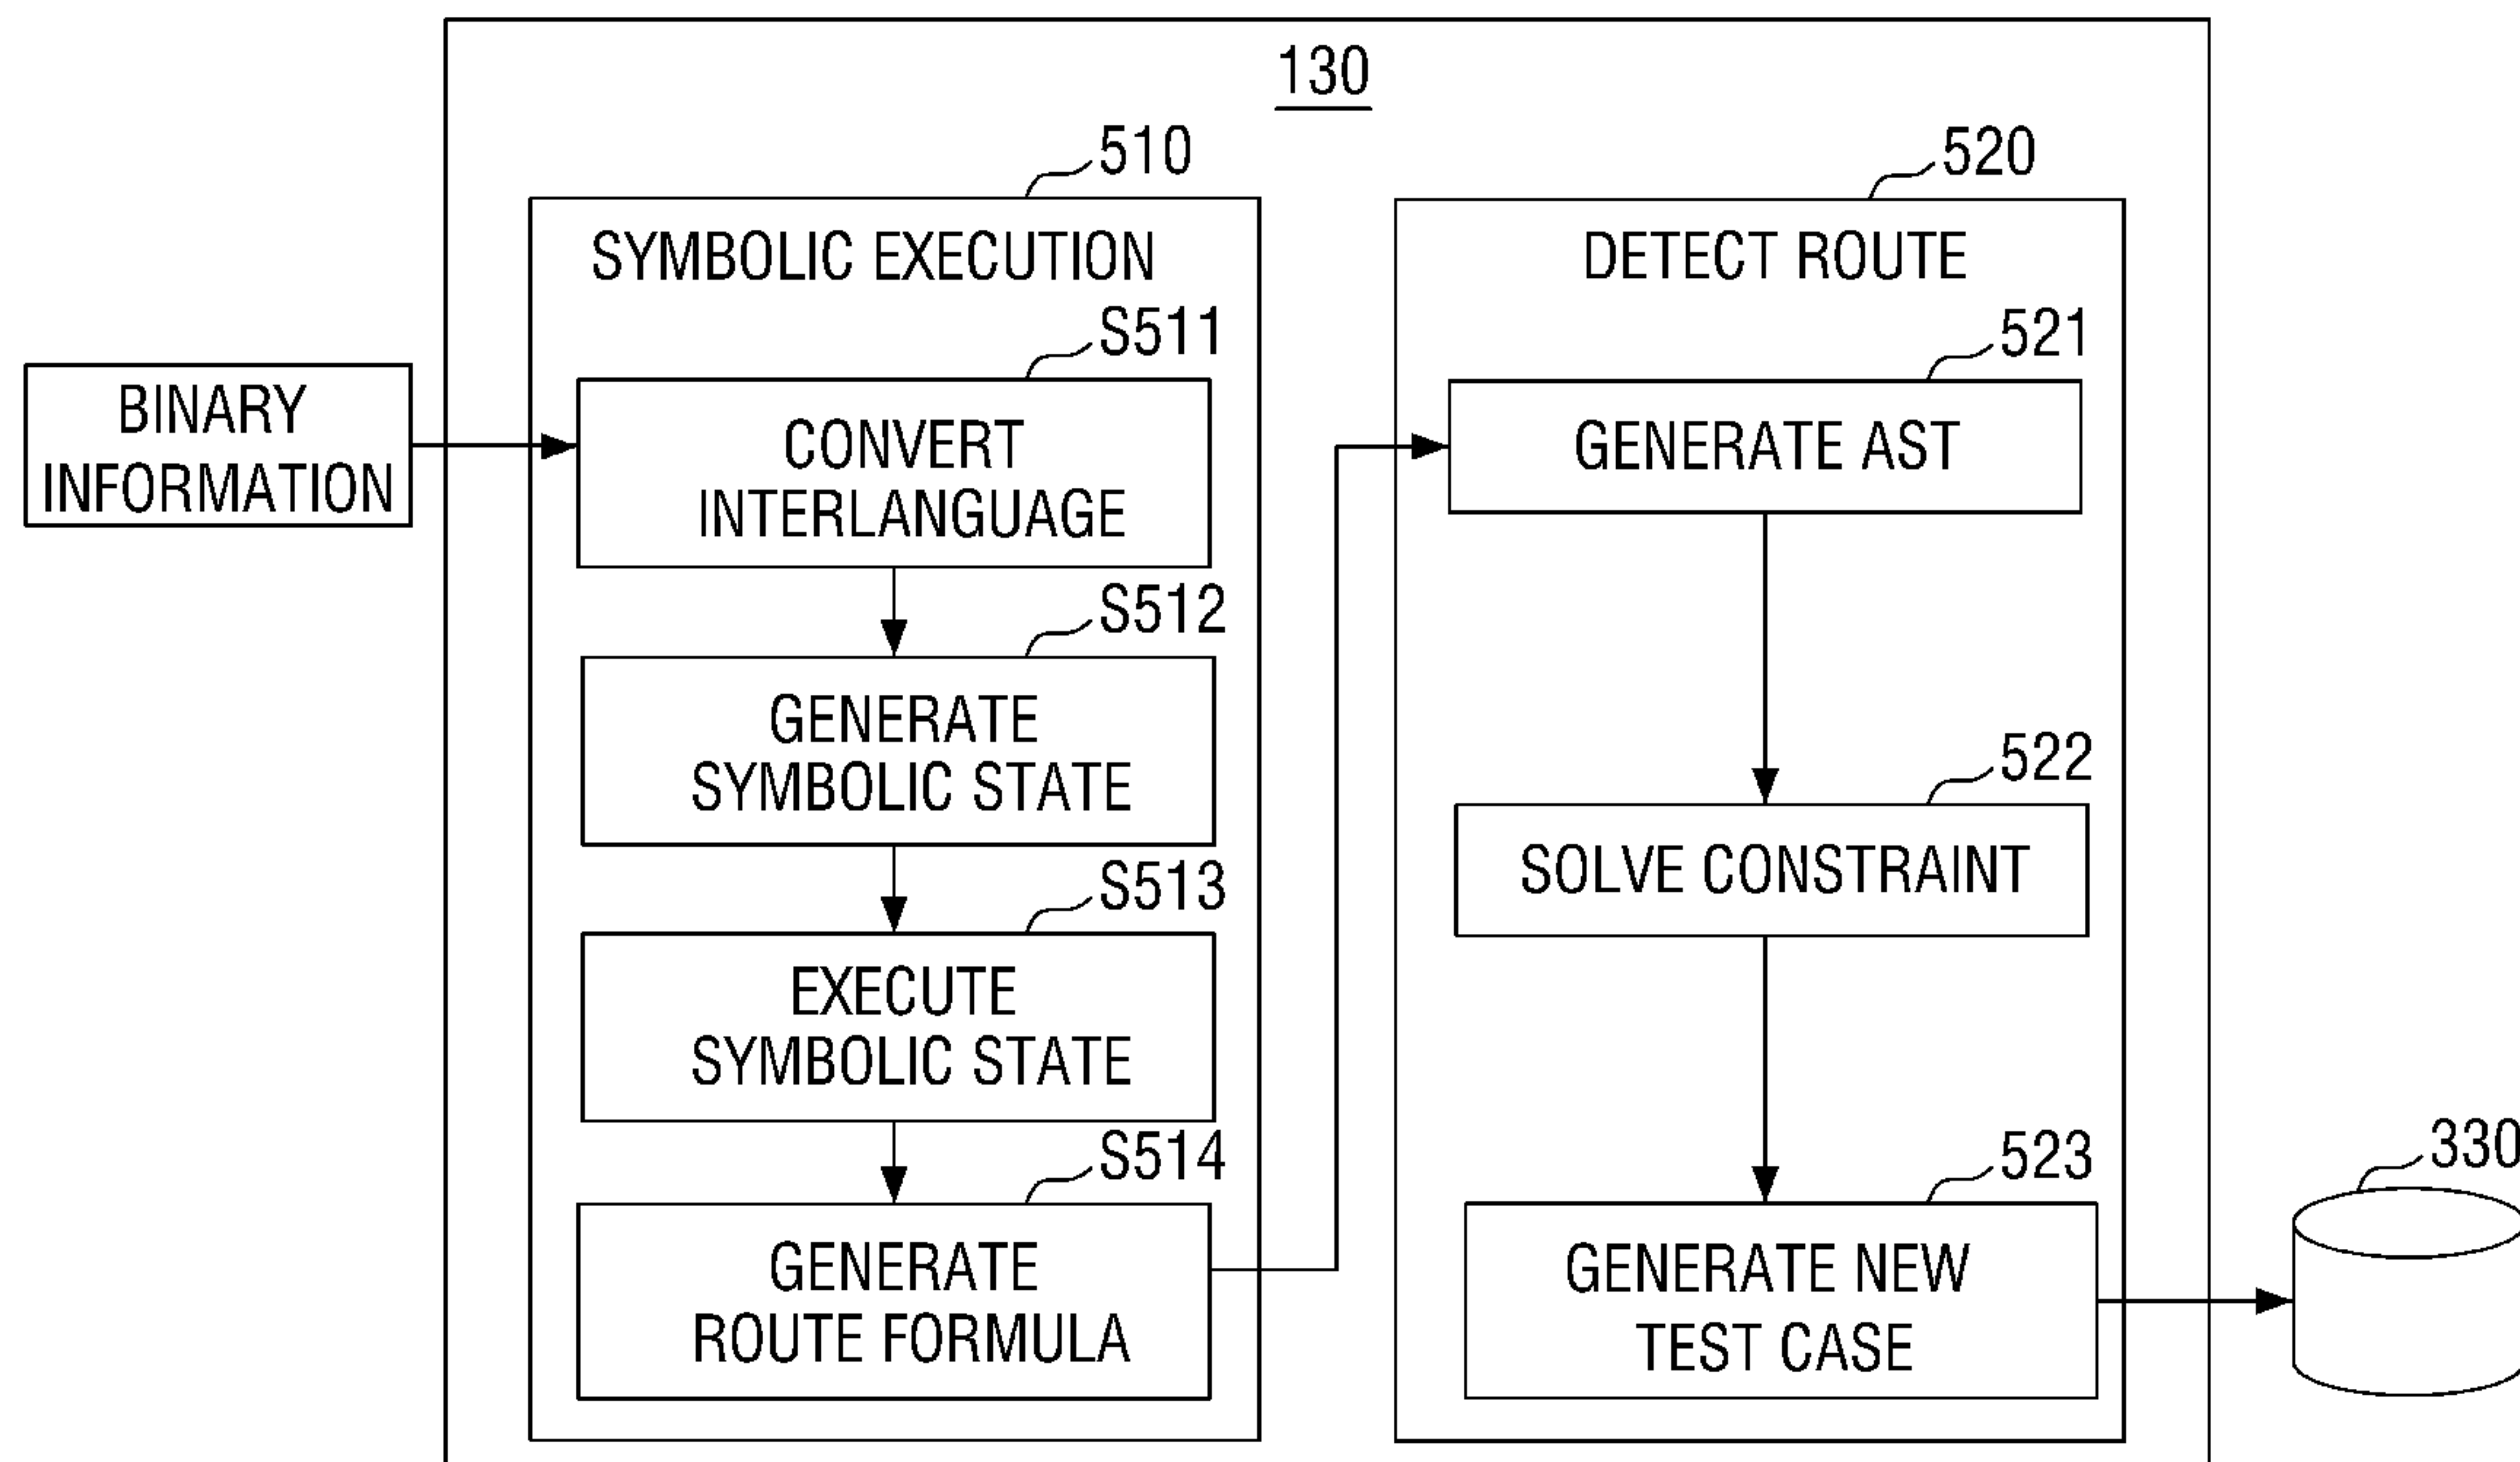 130
510
SYMBOLIC EXECUTION
S511
BINARY
INFORMATION
CONVERT
INTERLANGUAGE
S512
GENERATE
SYMBOLIC STATE
S513
EXECUTE
SYMBOLIC STATE
S514
GENERATE
ROUTE FORMULA
520
DETECT ROUTE
521
GENERATE AST
522
SOLVE CONSTRAINT
523
GENERATE NEW
TEST CASE
330